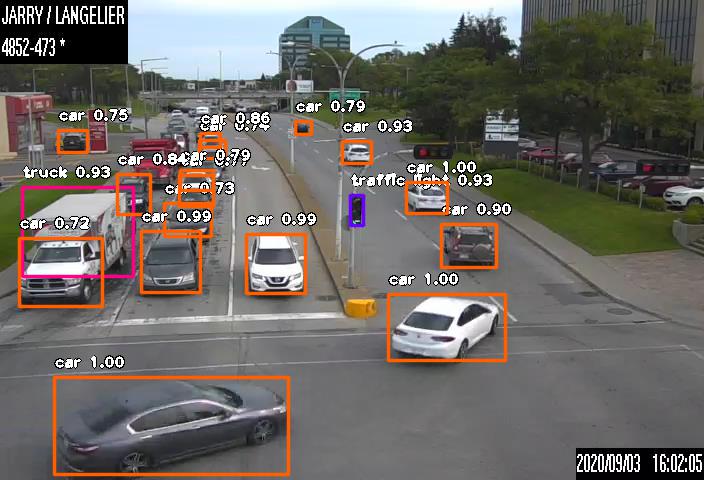 JARRY / LANGELIER
4852-473 *
car 0.75
car 0.86
car 0.79
car 0.93
truck 0.93
car 0.84
0.79
car 1.00
traffic light 0.93
0.73
car 0.72
car 0.99
car 0.99
car 0.90
car 1.00
car 1.00
2020/09/03 16:02:05